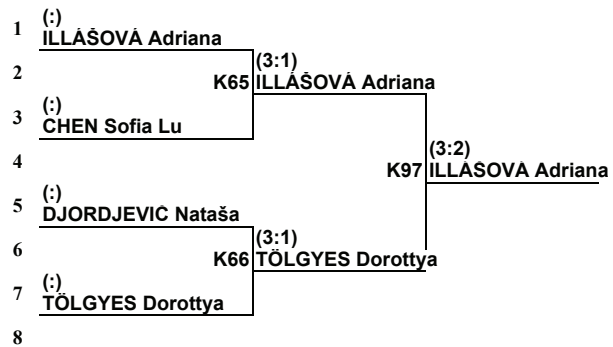 1 (:)
ILLÁŠOVÁ Adriana
2 (3:1)
K65 ILLÁŠOVÁ Adriana
3 (:)
CHEN Sofia Lu
4 (3:2)
K97 ILLÁŠOVÁ Adriana
5 (:)
DJORDJEVIĆ Nataša
6 (3:1)
K66 TÖLGYES Dorottya
7 (:)
TÖLGYES Dorottya
8